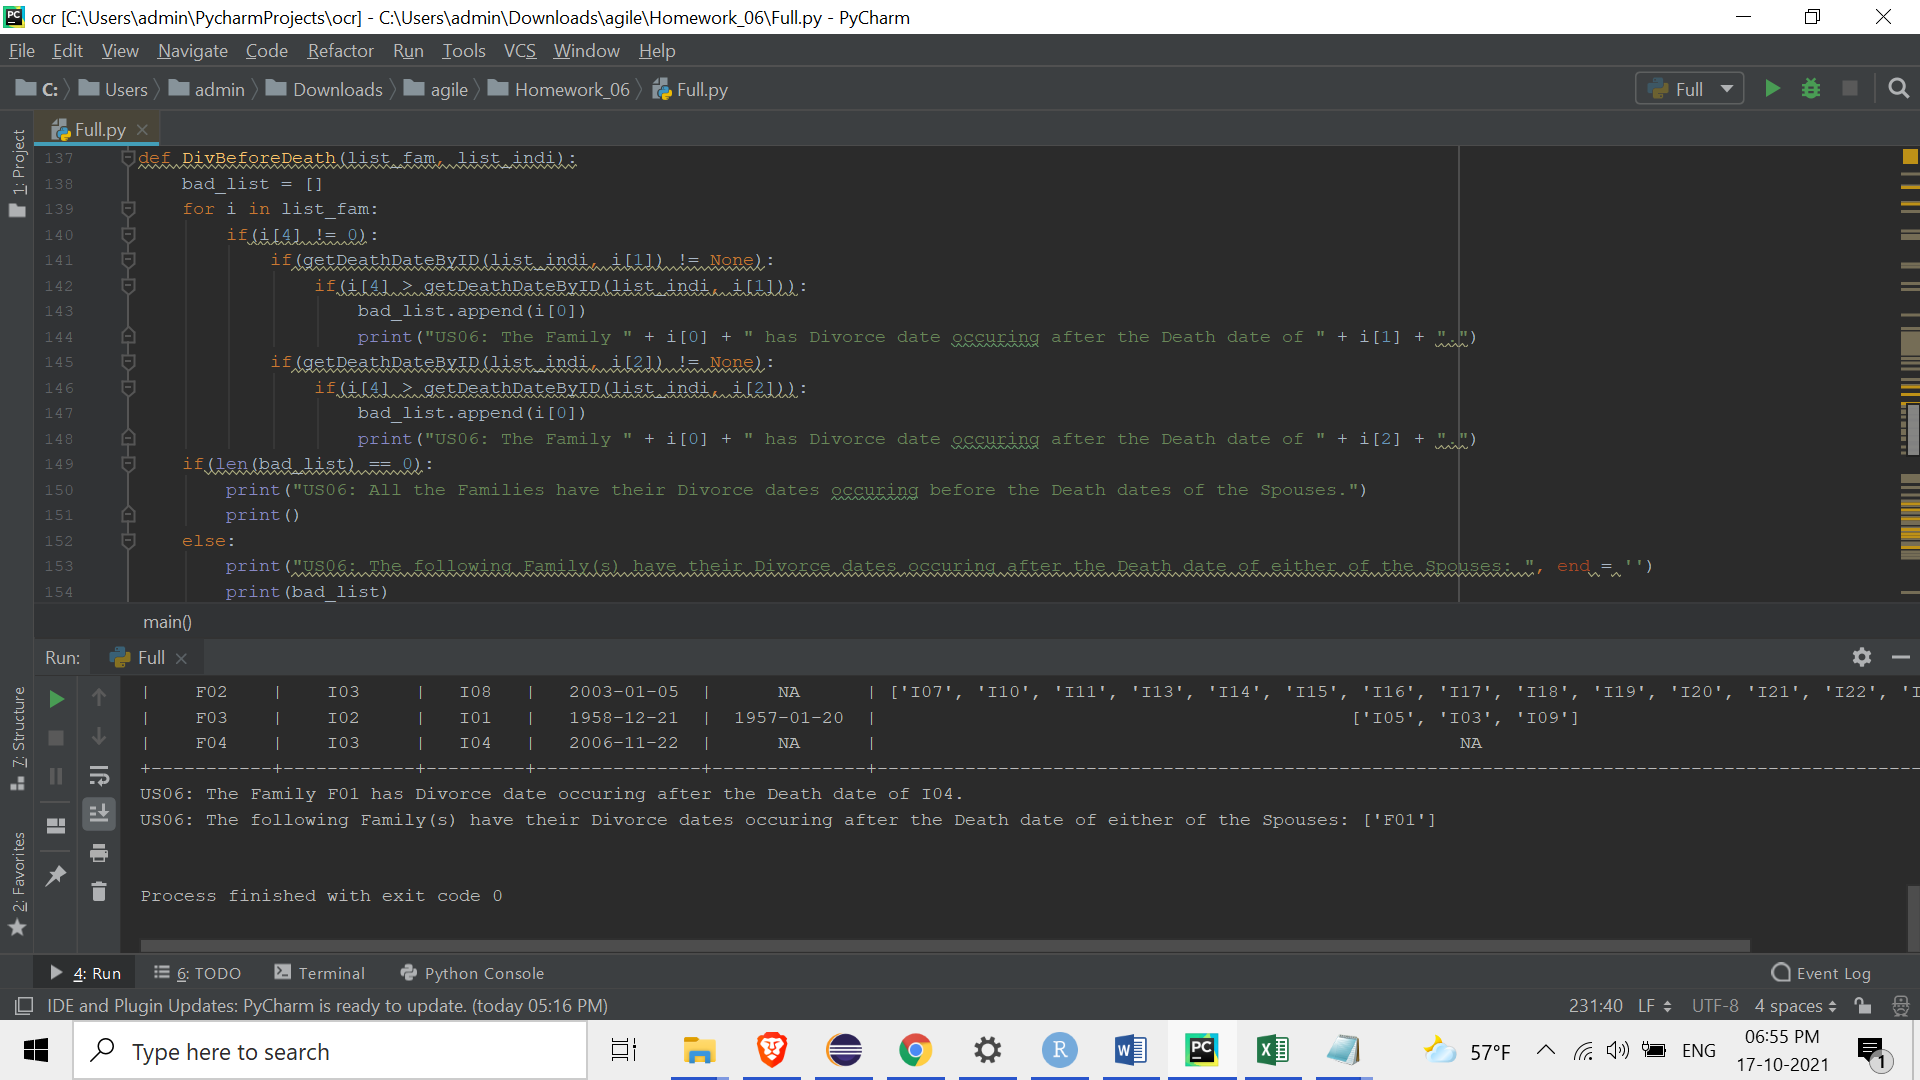 ocr [C:\Users\admin\PycharmProjects\ocr] - C:\Users\admin\Downloads\agile\Homework_06\Full.py - PyCharm
File Edit View Navigate Code Refactor Run Tools VCS Window Help
C: Users admin Downloads agile Homework_06 Full.py Full
Full.py
1: Project
137 def DivBeforeDeath(list_fam, list_indi):
138 bad_list = []
139 for i in list_fam:
140 if(i[4] != 0):
141 if(getDeathDateByID(list_indi, i[1]) != None):
142 if(i[4] > getDeathDateByID(list_indi, i[1])):
143 bad_list.append(i[0])
144 print("US06: The Family " + i[0] + " has Divorce date occuring after the Death date of " + i[1] + ".")
145 if(getDeathDateByID(list_indi, i[2]) != None):
146 if(i[4] > getDeathDateByID(list_indi, i[2])):
147 bad_list.append(i[0])
148 print("US06: The Family " + i[0] + " has Divorce date occuring after the Death date of " + i[2] + ".")
149 if(len(bad_list) == 0):
150 print("US06: All the Families have their Divorce dates occuring before the Death dates of the Spouses.")
151 print()
152 else:
153 print("US06: The following Family(s) have their Divorce dates occuring after the Death date of either of the Spouses: ", end = '')
154 print(bad_list)
main()
Run: Full
7: Structure
2: Favorites
| F02 | I03 | I08 | 2003-01-05 | NA | ['I07', 'I10', 'I11', 'I13', 'I14', 'I15', 'I16', 'I17', 'I18', 'I19', 'I20', 'I21', 'I22', 'I
| F03 | I02 | I01 | 1958-12-21 | 1957-01-20 | ['I05', 'I03', 'I09']
| F04 | I03 | I04 | 2006-11-22 | NA | NA
US06: The Family F01 has Divorce date occuring after the Death date of I04.
US06: The following Family(s) have their Divorce dates occuring after the Death date of either of the Spouses: ['F01']
Process finished with exit code 0
4: Run 6: TODO Terminal Python Console Event Log
IDE and Plugin Updates: PyCharm is ready to update. (today 05:16 PM) 231:40 LF UTF-8 4 spaces
Type here to search 57°F ENG 06:55 PM
17-10-2021 1